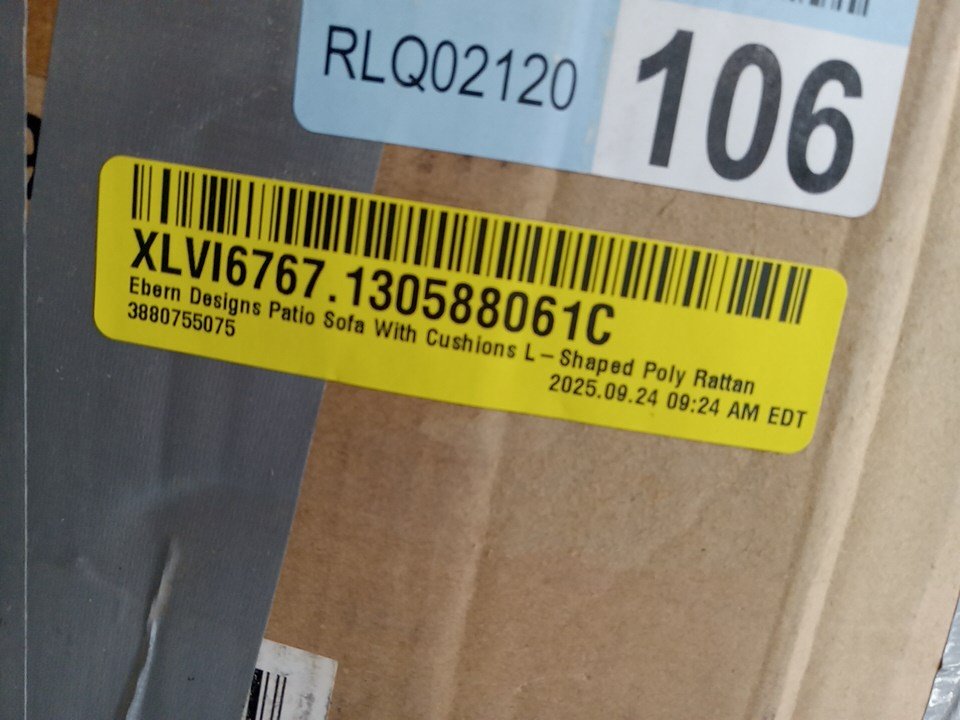 RLQ02120
106
XLVI6767.130588061C
Ebern Designs Patio Sofa With Cushions L-Shaped Poly Rattan
3880755075
2025.09.24 09:24 AM EDT